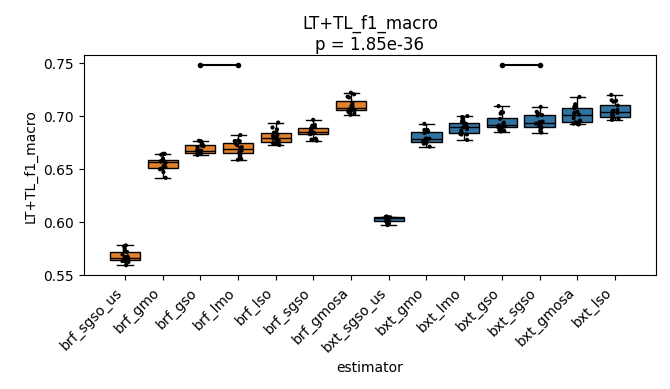 LT+TL_f1_macro
p = 1.85e-36
LT+TL_f1_macro
0.75
0.70
0.65
0.60
0.55
brf_sgso_us
brf_gmo
brf_gso
brf_lmo
brf_lso
brf_sgso
brf_gmosa
bxt_sgso_us
bxt_gmo
bxt_lmo
bxt_gso
bxt_sgso
bxt_gmosa
bxt_lso
estimator